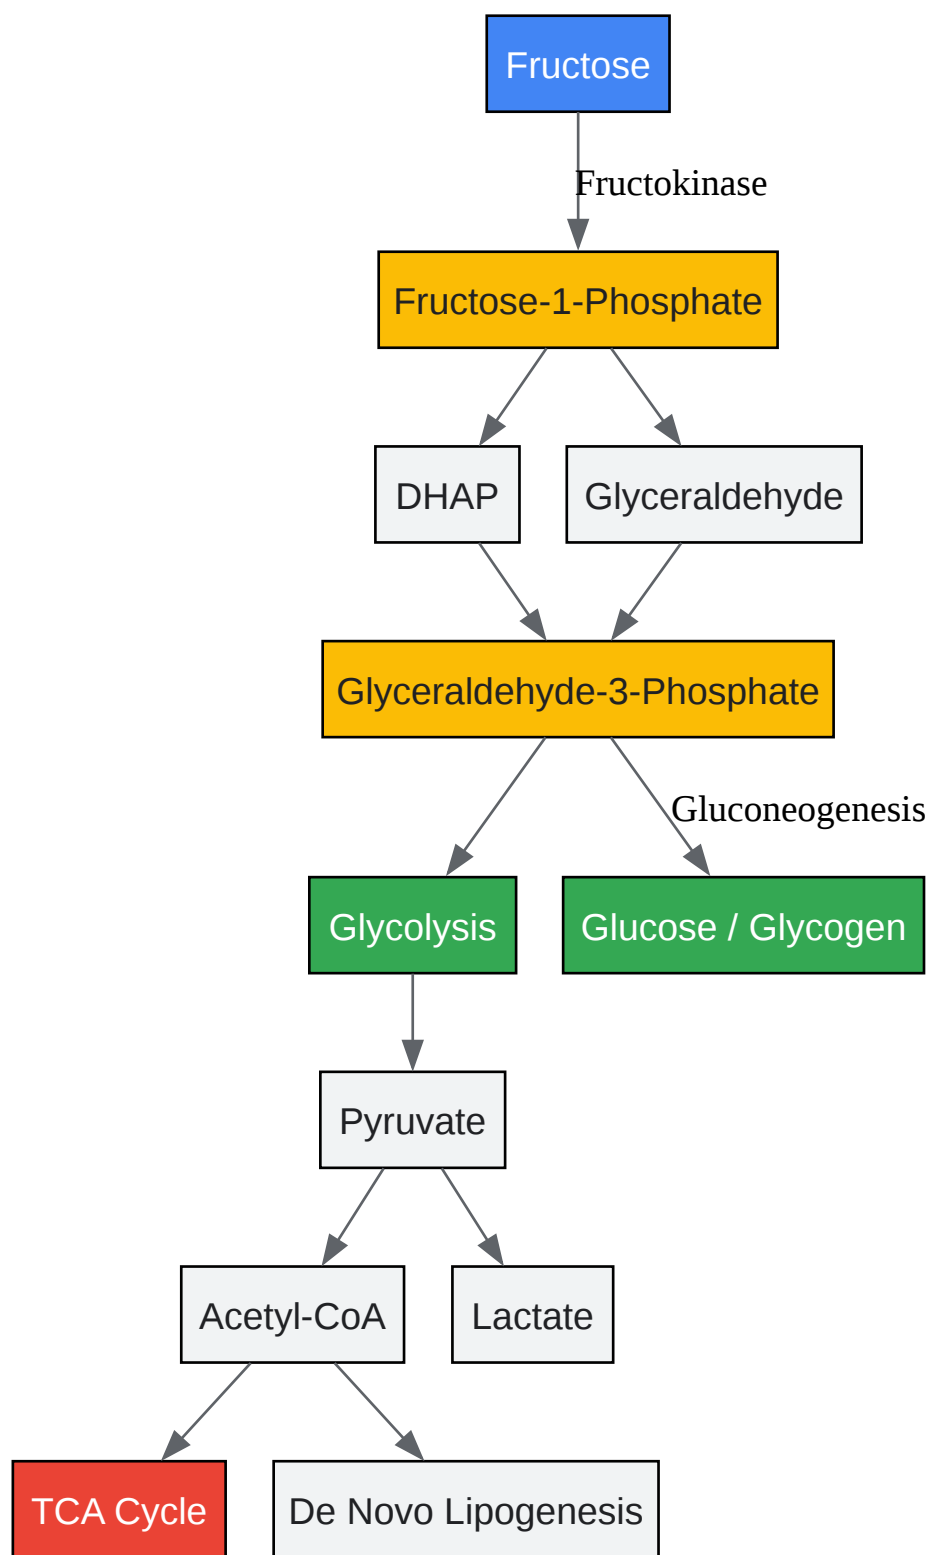 Fructose
Fructokinase
Fructose-1-Phosphate
DHAP
Glyceraldehyde
Glyceraldehyde-3-Phosphate
Gluconeogenesis
Glycolysis
Glucose / Glycogen
Pyruvate
Acetyl-CoA
Lactate
TCA Cycle
De Novo Lipogenesis